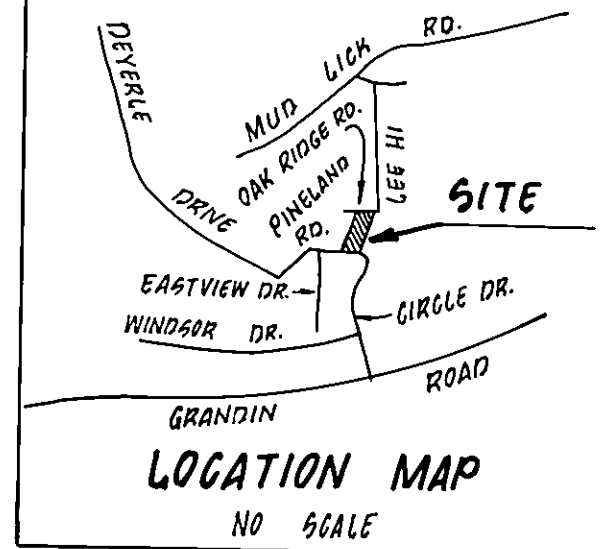 DEYERLE
DRIVE
MUD LICK RD.
OAK RIDGE RD.
PINELAND
RD.
LEE HI
SITE
EASTVIEW DR.
CIRCLE DR.
WINDSOR DR.
GRANDIN ROAD
LOCATION MAP
NO SCALE